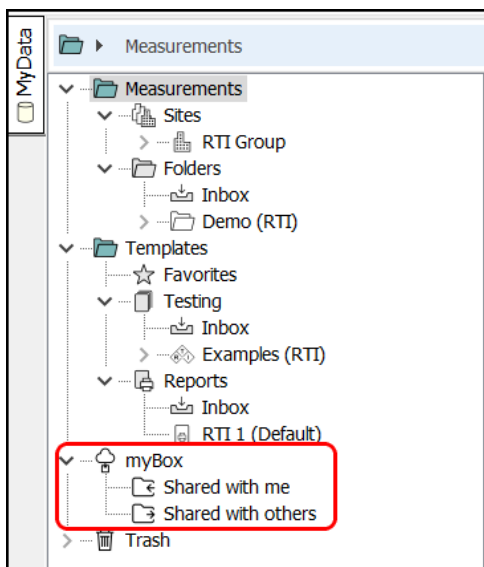 MyData
Measurements
Measurements
Sites
RTI Group
Folders
Inbox
Demo (RTI)
Templates
Favorites
Testing
Inbox
Examples (RTI)
Reports
Inbox
RTI 1 (Default)
myBox
Shared with me
Shared with others
Trash